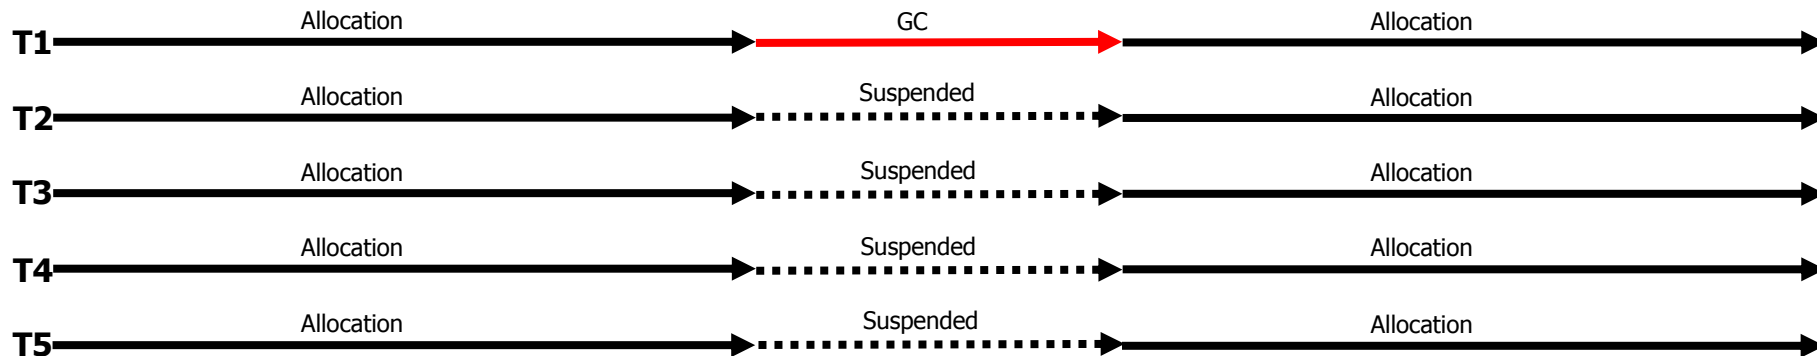 Allocation GC Allocation
T1
Allocation Suspended Allocation
T2
Allocation Suspended Allocation
T3
Allocation Suspended Allocation
T4
Allocation Suspended Allocation
T5